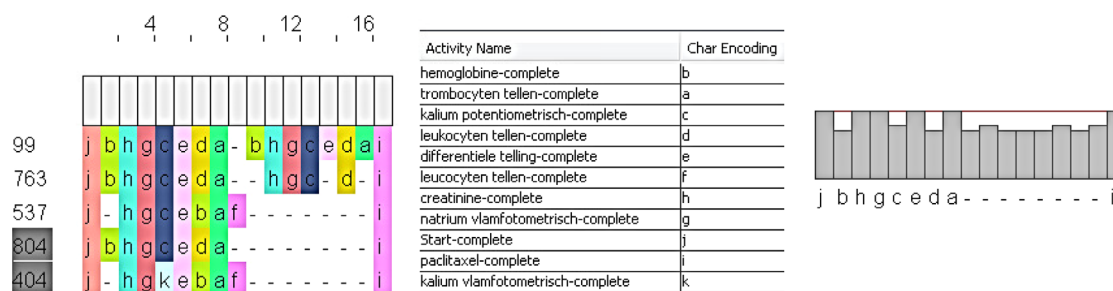 4 8 12 16
99 j b h g c e d a - b h g c e d a i
763 j b h g c e d a - - h g c - d - i
537 j - h g c e b a f - - - - - - - i
804 j b h g c e d a - - - - - - - - i
404 j - h g k e b a f - - - - - - - i
Activity Name Char Encoding
hemoglobine-complete b
trombocyten tellen-complete a
kalium potentiometrisch-complete c
leukocyten tellen-complete d
differentiele telling-complete e
leucocyten tellen-complete f
creatinine-complete h
natrium vlamfotometrisch-complete g
Start-complete j
paclitaxel-complete i
kalium vlamfotometrisch-complete k
j b h g c e d a - - - - - - - - i